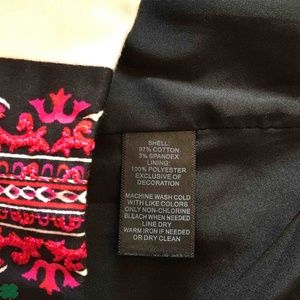 SHELL:
97% COTTON
3% SPANDEX
LINING:
100% POLYESTER
EXCLUSIVE OF
DECORATION
MACHINE WASH COLD
WITH LIKE COLORS
ONLY NON-CHLORINE
BLEACH WHEN NEEDED
LINE DRY
WARM IRON IF NEEDED
OR DRY CLEAN